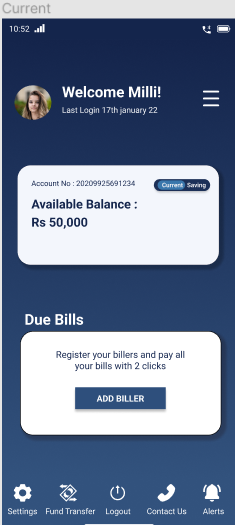 Current
10:52
Welcome Milli!
Last Login 17th january 22
Account No : 20209925691234
Current Saving
Available Balance :
Rs 50,000
Due Bills
Register your billers and pay all
your bills with 2 clicks
ADD BILLER
Settings Fund Transfer Logout Contact Us Alerts